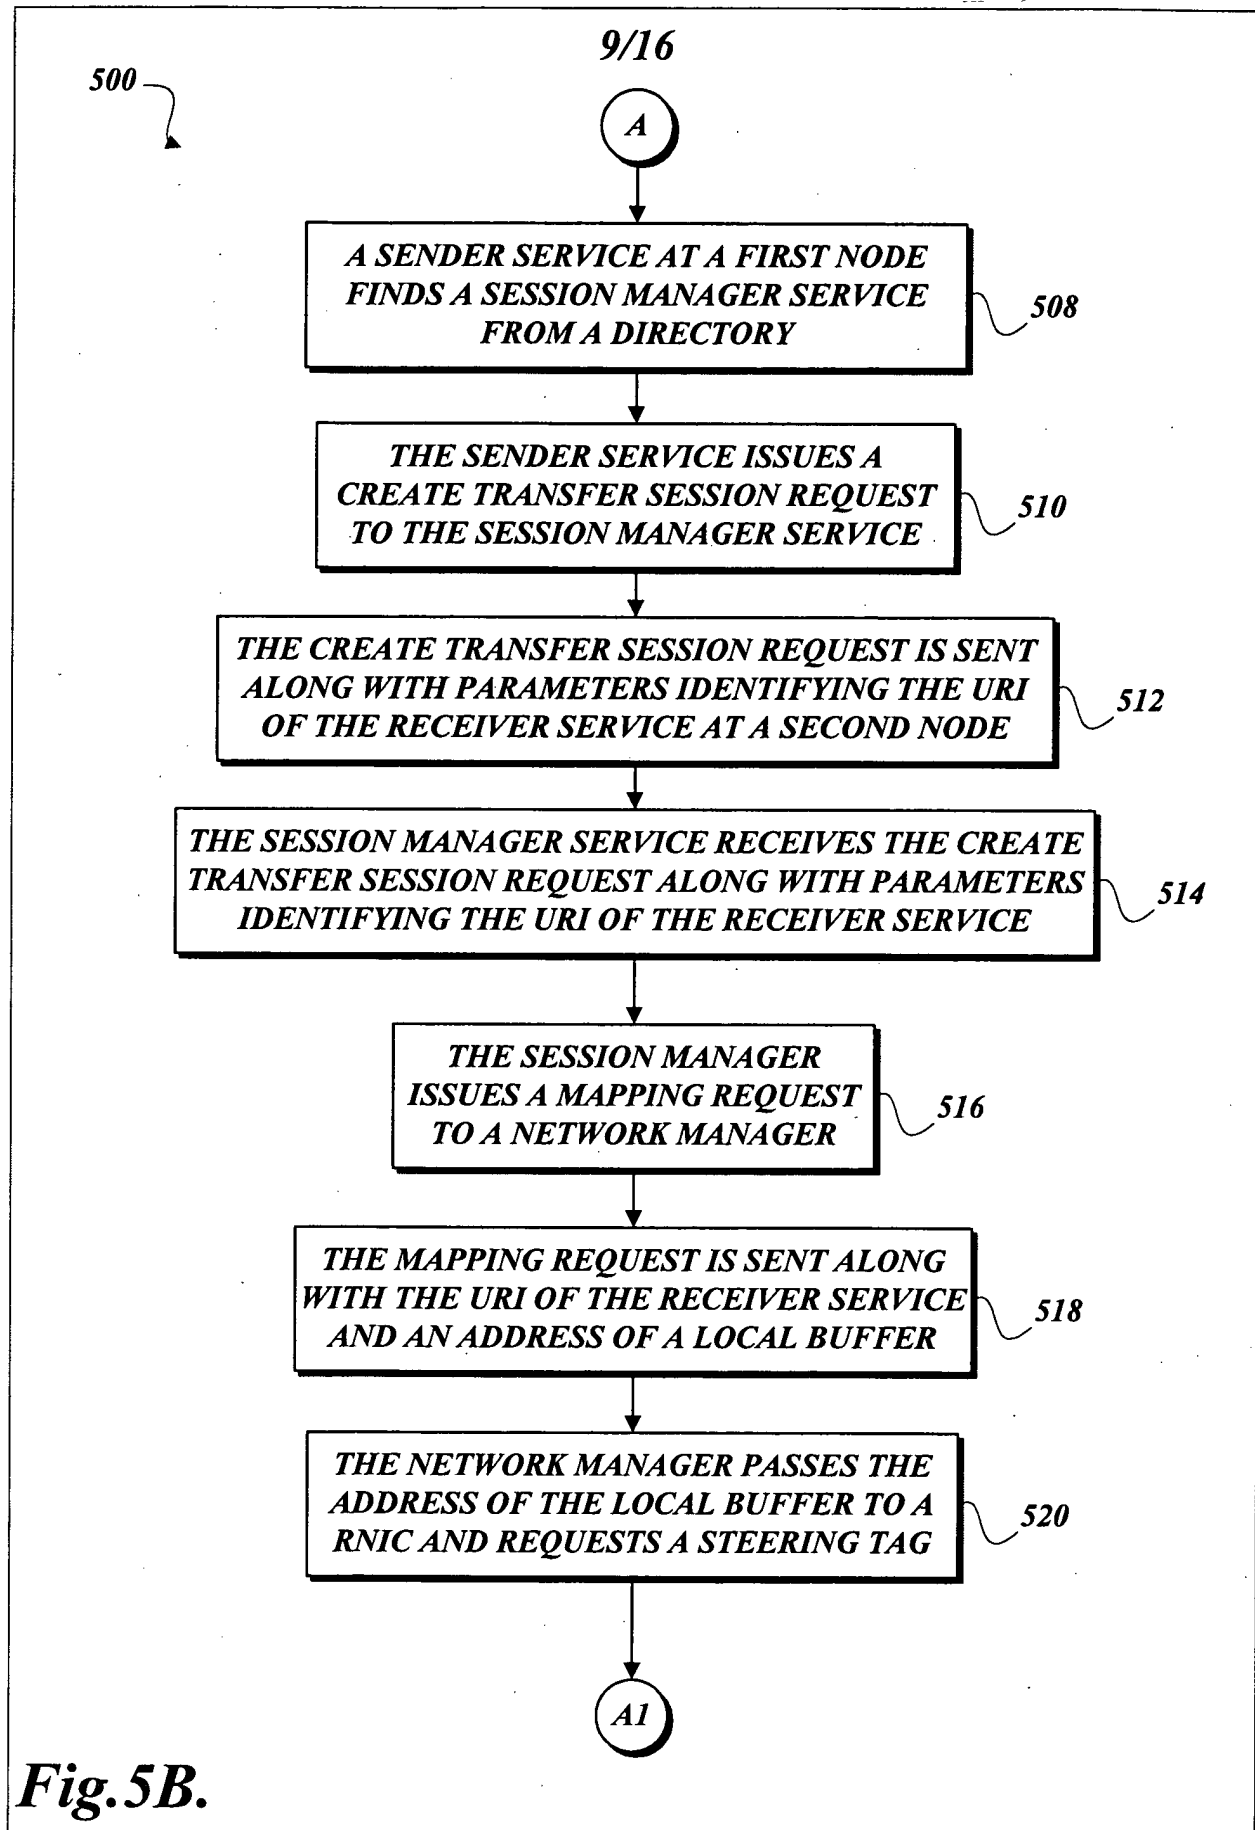 9/16
500
A
A SENDER SERVICE AT A FIRST NODE
FINDS A SESSION MANAGER SERVICE
FROM A DIRECTORY
508
THE SENDER SERVICE ISSUES A
CREATE TRANSFER SESSION REQUEST
TO THE SESSION MANAGER SERVICE
510
THE CREATE TRANSFER SESSION REQUEST IS SENT
ALONG WITH PARAMETERS IDENTIFYING THE URI
OF THE RECEIVER SERVICE AT A SECOND NODE
512
THE SESSION MANAGER SERVICE RECEIVES THE CREATE
TRANSFER SESSION REQUEST ALONG WITH PARAMETERS
IDENTIFYING THE URI OF THE RECEIVER SERVICE
514
THE SESSION MANAGER
ISSUES A MAPPING REQUEST
TO A NETWORK MANAGER
516
THE MAPPING REQUEST IS SENT ALONG
WITH THE URI OF THE RECEIVER SERVICE
AND AN ADDRESS OF A LOCAL BUFFER
518
THE NETWORK MANAGER PASSES THE
ADDRESS OF THE LOCAL BUFFER TO A
RNIC AND REQUESTS A STEERING TAG
520
A1
Fig.5B.